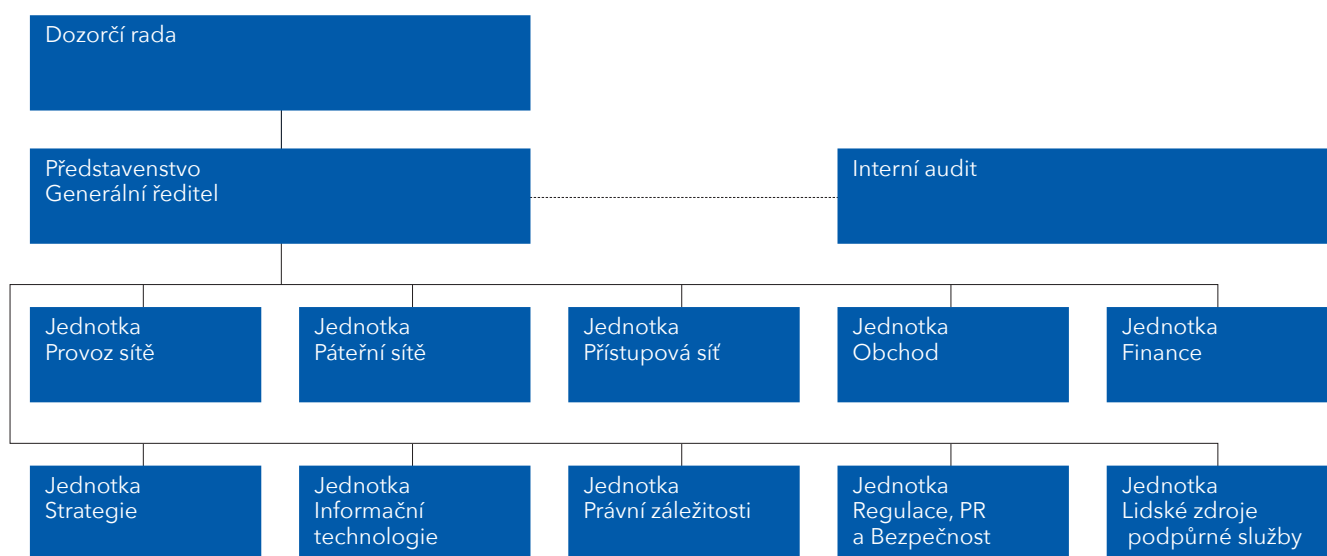 Dozorčí rada
Představenstvo
Generální ředitel
Interní audit
Jednotka
Provoz sítě
Jednotka
Páteřní sítě
Jednotka
Přístupová síť
Jednotka
Obchod
Jednotka
Finance
Jednotka
Strategie
Jednotka
Informační
technologie
Jednotka
Právní záležitosti
Jednotka
Regulace, PR
a Bezpečnost
Jednotka
Lidské zdroje
podpůrné služby